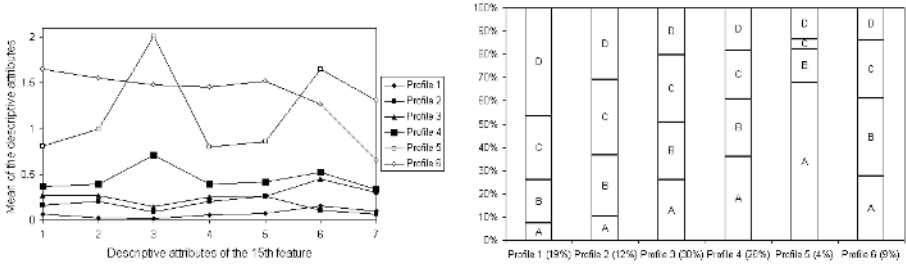 2
1.5
1
0.5
0
Mean of the descriptive attributes
1 2 3 4 5 6 7
Descriptive attributes of the 15th feature
Profile 1
Profile 2
Profile 3
Profile 4
Profile 5
Profile 6
100%
90%
80%
70%
60%
50%
40%
30%
20%
10%
0%
D D D D D D
C C C C C C
B B B B B B
A A A A A A
Profile 1 (19%) Profile 2 (12%) Profile 3 (30%) Profile 4 (26%) Profile 5 (4%) Profile 6 (9%)